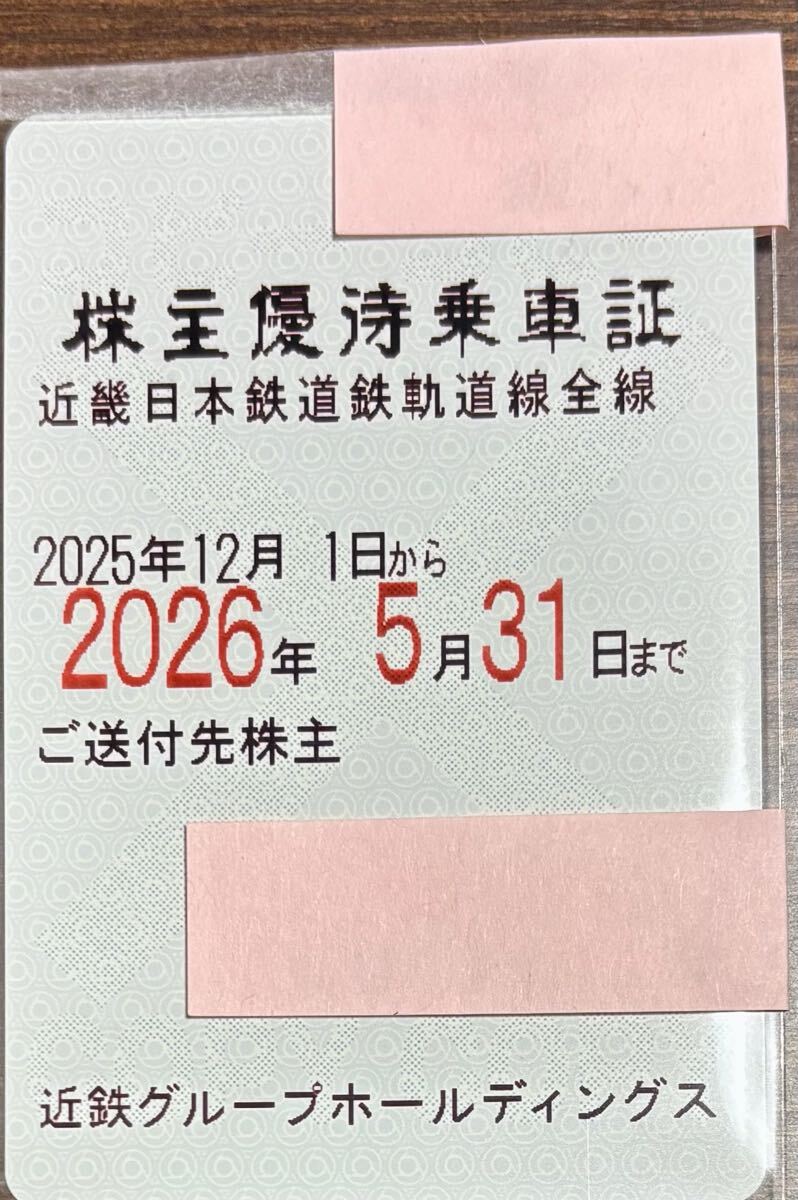 株主優待乗車証
近畿日本鉄道鉄軌道線全線
2025年12月 1日から
2026年 5月31日まで
ご送付先株主
近鉄グループホールディングス